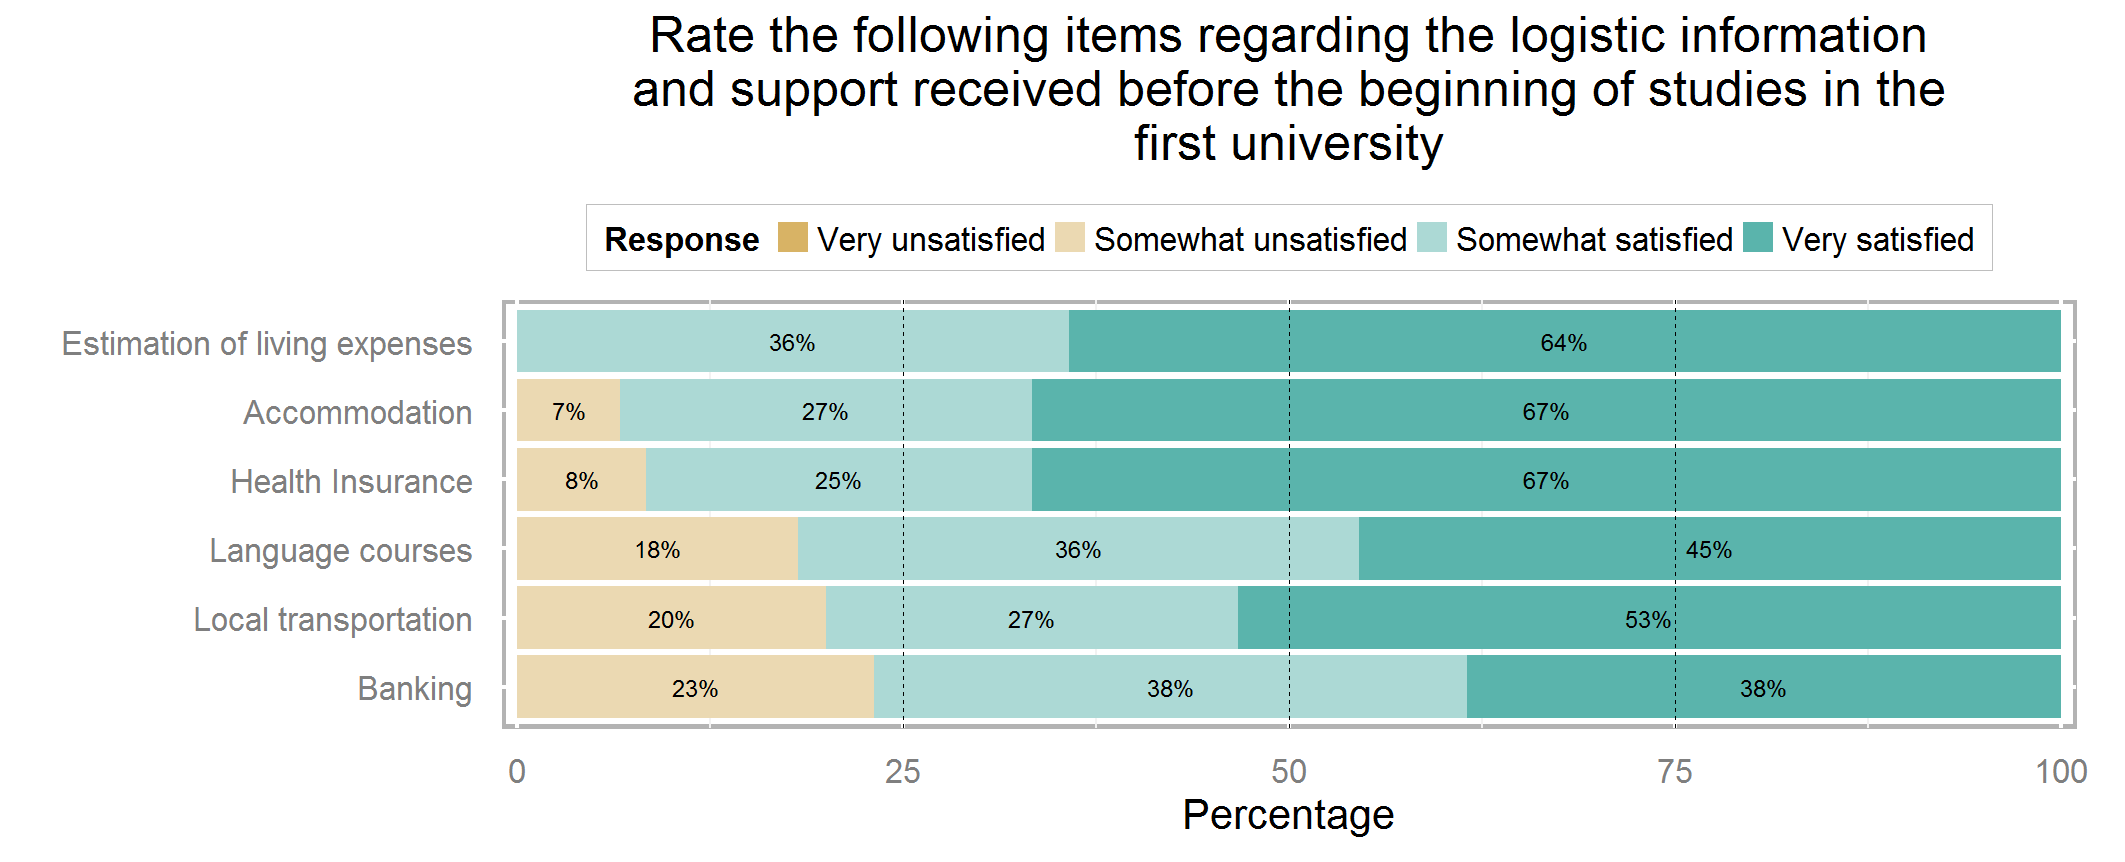 Rate the following items regarding the logistic information
and support received before the beginning of studies in the
first university
Response Very unsatisfied Somewhat unsatisfied Somewhat satisfied Very satisfied
Estimation of living expenses 36% 64%
Accommodation 7% 27% 67%
Health Insurance 8% 25% 67%
Language courses 18% 36% 45%
Local transportation 20% 27% 53%
Banking 23% 38% 38%
0 25 50 75 100
Percentage